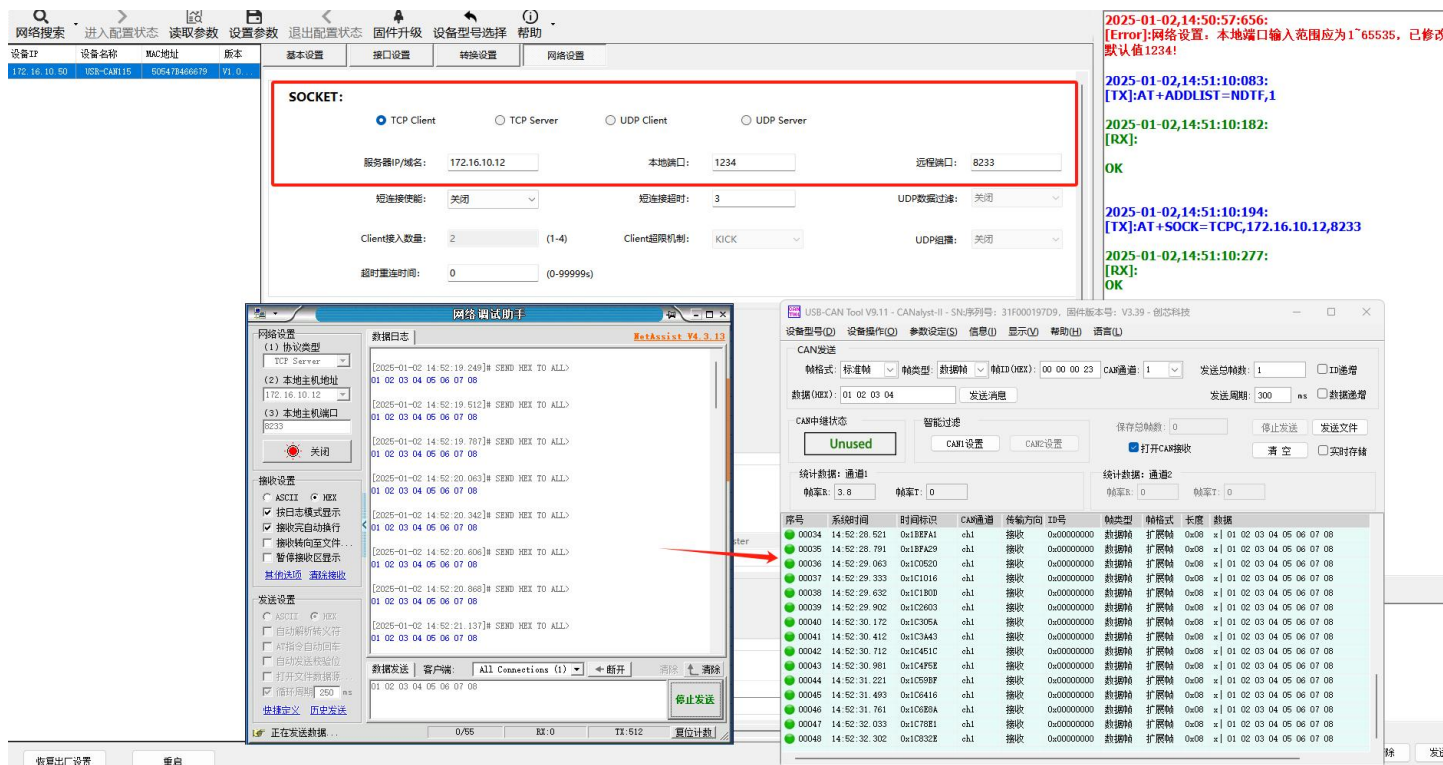 网络搜索 进入配置状态 读取参数 设置参数 退出配置状态 固件升级 设备型号选择 帮助
设备IP 设备名称 MAC地址 版本
172.16.10.50 USB-CAN115 50547B466679 V1.0...
基本设置 接口设置 转换设置 网络设置
SOCKET:
TCP Client TCP Server UDP Client UDP Server
服务器IP/域名: 172.16.10.12 本地端口: 1234 远程端口: 8233
短连接使能: 关闭 短连接超时: 3 UDP数据过滤: 关闭
Client接入数量: 2 (1-4) Client超限机制: KICK UDP组播: 关闭
超时重连时间: 0 (0-99999s)
2025-01-02,14:50:57:656:
[Error]:网络设置: 本地端口输入范围应为1~65535, 已修改
默认值1234!
2025-01-02,14:51:10:083:
[TX]:AT+ADDLIST=NDTF,1
2025-01-02,14:51:10:182:
[RX]:
OK
2025-01-02,14:51:10:194:
[TX]:AT+SOCK=TCPC,172.16.10.12,8233
2025-01-02,14:51:10:277:
[RX]:
OK
网络调试助手
网络设置
(1) 协议类型
TCP Server
(2) 本地主机地址
172.16.10.12
(3) 本地主机端口
8233
关闭
接收设置
ASCII HEX
按日志模式显示
接收完自动换行
接收转向至文件...
暂停接收区显示
其他选项 清除接收
发送设置
ASCII HEX
自动解析转义符
AT指令自动回车
自动发送校验位
打开文件数据源...
循环周期 250 ms
快捷定义 历史发送
数据日志 NetAssist V4.3.13
[2025-01-02 14:52:19.249]# SEND HEX TO ALL>
01 02 03 04 05 06 07 08
[2025-01-02 14:52:19.512]# SEND HEX TO ALL>
01 02 03 04 05 06 07 08
[2025-01-02 14:52:19.787]# SEND HEX TO ALL>
01 02 03 04 05 06 07 08
[2025-01-02 14:52:20.063]# SEND HEX TO ALL>
01 02 03 04 05 06 07 08
[2025-01-02 14:52:20.342]# SEND HEX TO ALL>
01 02 03 04 05 06 07 08
[2025-01-02 14:52:20.606]# SEND HEX TO ALL>
01 02 03 04 05 06 07 08
[2025-01-02 14:52:20.868]# SEND HEX TO ALL>
01 02 03 04 05 06 07 08
[2025-01-02 14:52:21.137]# SEND HEX TO ALL>
01 02 03 04 05 06 07 08
数据发送 客户端: All Connections (1) 断开 清除 清除
01 02 03 04 05 06 07 08
停止发送
正在发送数据... 0/55 RX:0 TX:512 复位计数
ster
USB-CAN Tool V9.11 - CANalyst-II - SN:序列号: 31F000197D9, 固件版本号: V3.39 - 创芯科技
设备型号(D) 设备操作(O) 参数设定(S) 信息(I) 显示(V) 帮助(H) 语言(L)
CAN发送
帧格式: 标准帧 帧类型: 数据帧 帧ID(HEX): 00 00 00 23 CAN通道: 1 发送总帧数: 1 ID递增
数据(HEX): 01 02 03 04 发送消息 发送周期: 300 ms 数据递增
CAN中继状态 智能过滤
Unused CAN1设置 CAN2设置
保存总帧数: 0 停止发送 发送文件
打开CAN接收 清空 实时存储
统计数据: 通道1 统计数据: 通道2
帧率R: 3.8 帧率T: 0 帧率R: 0 帧率T: 0
序号 系统时间 时间标识 CAN通道 传输方向 ID号 帧类型 帧格式 长度 数据
00034 14:52:28.521 0x1BEFA1 ch1 接收 0x00000000 数据帧 扩展帧 0x08 x| 01 02 03 04 05 06 07 08
00035 14:52:28.791 0x1BFA29 ch1 接收 0x00000000 数据帧 扩展帧 0x08 x| 01 02 03 04 05 06 07 08
00036 14:52:29.063 0x1C0520 ch1 接收 0x00000000 数据帧 扩展帧 0x08 x| 01 02 03 04 05 06 07 08
00037 14:52:29.333 0x1C1016 ch1 接收 0x00000000 数据帧 扩展帧 0x08 x| 01 02 03 04 05 06 07 08
00038 14:52:29.632 0x1C1B0D ch1 接收 0x00000000 数据帧 扩展帧 0x08 x| 01 02 03 04 05 06 07 08
00039 14:52:29.902 0x1C2603 ch1 接收 0x00000000 数据帧 扩展帧 0x08 x| 01 02 03 04 05 06 07 08
00040 14:52:30.172 0x1C305A ch1 接收 0x00000000 数据帧 扩展帧 0x08 x| 01 02 03 04 05 06 07 08
00041 14:52:30.412 0x1C3A43 ch1 接收 0x00000000 数据帧 扩展帧 0x08 x| 01 02 03 04 05 06 07 08
00042 14:52:30.712 0x1C451C ch1 接收 0x00000000 数据帧 扩展帧 0x08 x| 01 02 03 04 05 06 07 08
00043 14:52:30.981 0x1C4F5E ch1 接收 0x00000000 数据帧 扩展帧 0x08 x| 01 02 03 04 05 06 07 08
00044 14:52:31.221 0x1C59BF ch1 接收 0x00000000 数据帧 扩展帧 0x08 x| 01 02 03 04 05 06 07 08
00045 14:52:31.493 0x1C6416 ch1 接收 0x00000000 数据帧 扩展帧 0x08 x| 01 02 03 04 05 06 07 08
00046 14:52:31.761 0x1C6E8A ch1 接收 0x00000000 数据帧 扩展帧 0x08 x| 01 02 03 04 05 06 07 08
00047 14:52:32.033 0x1C78E1 ch1 接收 0x00000000 数据帧 扩展帧 0x08 x| 01 02 03 04 05 06 07 08
00048 14:52:32.302 0x1C832E ch1 接收 0x00000000 数据帧 扩展帧 0x08 x| 01 02 03 04 05 06 07 08
恢复出厂设置 重启 除 发送